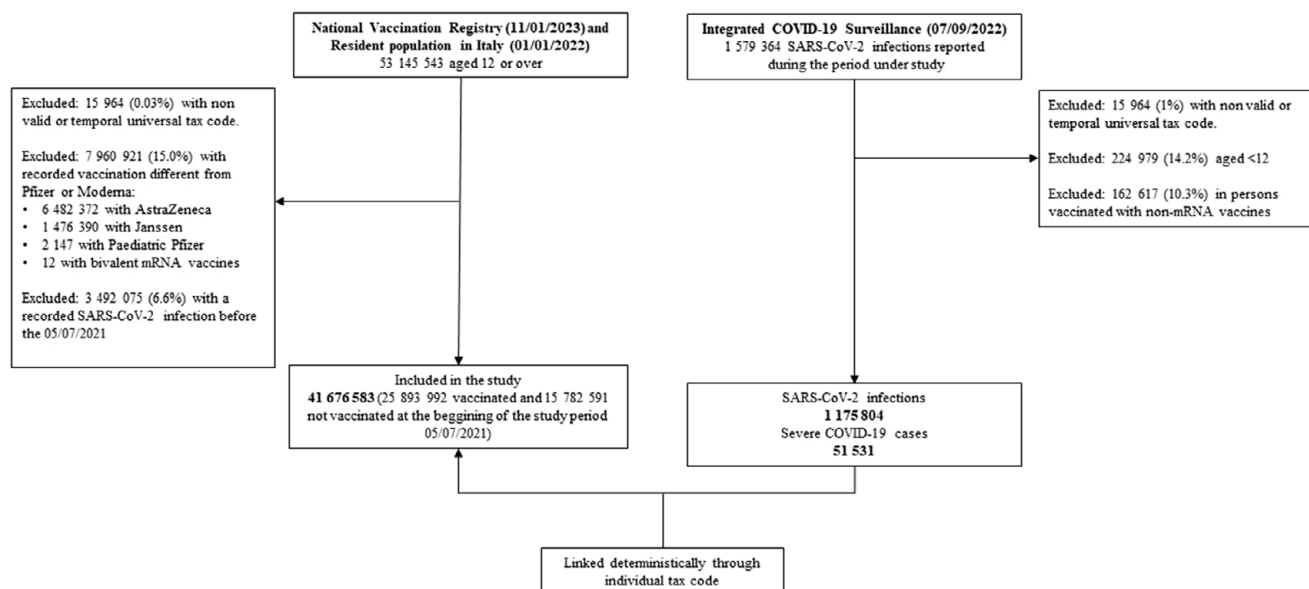 National Vaccination Registry (11/01/2023) and
Resident population in Italy (01/01/2022)
53 145 543 aged 12 or over
Integrated COVID-19 Surveillance (07/09/2022)
1 579 364 SARS-CoV-2 infections reported
during the period under study
Excluded: 15 964 (0.03%) with non
valid or temporal universal tax code.
Excluded: 7 960 921 (15.0%) with
recorded vaccination different from
Pfizer or Moderna:
• 6 482 372 with AstraZeneca
• 1 476 390 with Janssen
• 2 147 with Paediatric Pfizer
• 12 with bivalent mRNA vaccines
Excluded: 3 492 075 (6.6%) with a
recorded SARS-CoV-2 infection before
the 05/07/2021
Excluded: 15 964 (1%) with non valid or
temporal universal tax code.
Excluded: 224 979 (14.2%) aged <12
Excluded: 162 617 (10.3%) in persons
vaccinated with non-mRNA vaccines
Included in the study
41 676 583 (25 893 992 vaccinated and 15 782 591
not vaccinated at the beggining of the study period
05/07/2021)
SARS-CoV-2 infections
1 175 804
Severe COVID-19 cases
51 531
Linked deterministically through
individual tax code